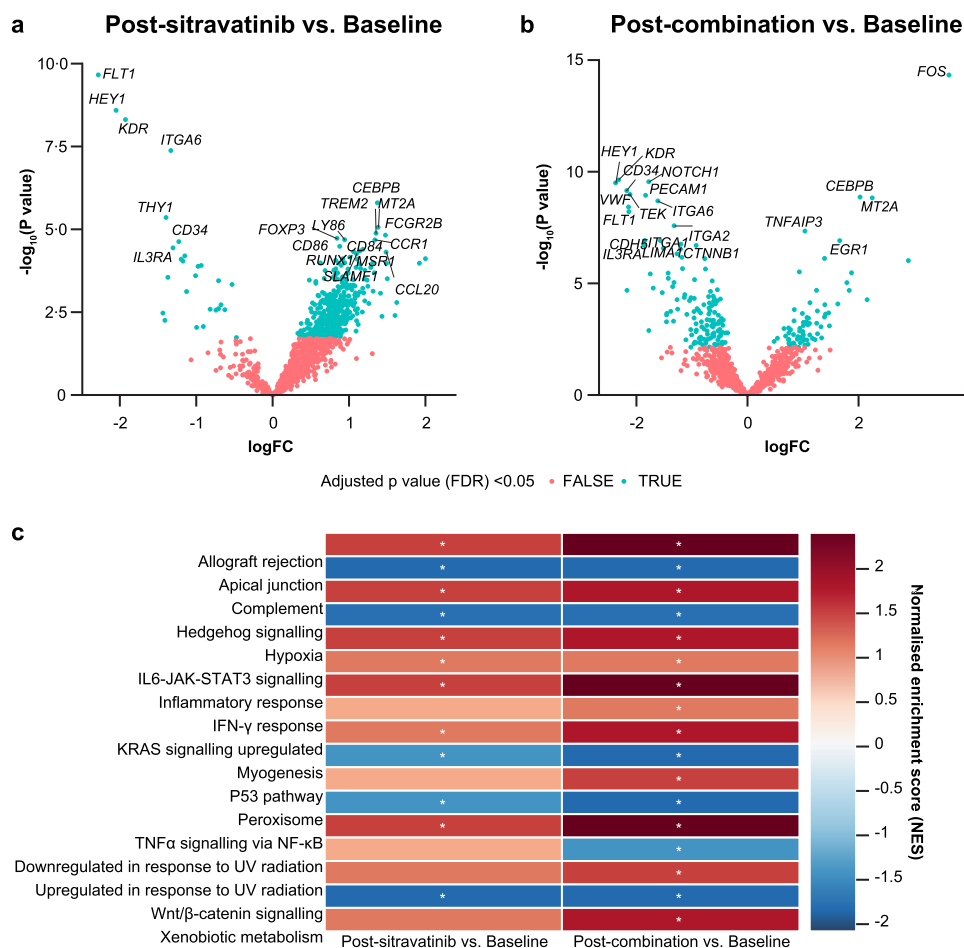 a
Post-sitravatinib vs. Baseline
10·0
7·5
5·0
2·5
0
-log10(P value)
FLT1
HEY1
KDR
ITGA6
THY1
CD34
IL3RA
CEBPB
TREM2
MT2A
FOXP3
LY86
FCGR2B
CD86
CD84
CCR1
RUNX1
MSR1
SLAMF1
CCL20
-2
-1
0
1
2
logFC
b
Post-combination vs. Baseline
15
10
5
0
-log10(P value)
FOS
HEY1
KDR
CD34
NOTCH1
VWF
PECAM1
FLT1
TEK
ITGA6
CEBPB
MT2A
TNFAIP3
EGR1
CDH5
ITGA1
ITGA2
IL3RA
LIMA1
CTNNB1
-2
0
2
logFC
Adjusted p value (FDR) <0.05 FALSE TRUE
c
* *
Allograft rejection
* *
Apical junction
* *
Complement
* *
Hedgehog signalling
* *
Hypoxia
* *
IL6-JAK-STAT3 signalling
* *
Inflammatory response
*
IFN-γ response
* *
KRAS signalling upregulated
* *
Myogenesis
*
P53 pathway
* *
Peroxisome
* *
TNFα signalling via NF-κB
*
Downregulated in response to UV radiation
*
Upregulated in response to UV radiation
* *
Wnt/β-catenin signalling
*
Xenobiotic metabolism
Post-sitravatinib vs. Baseline Post-combination vs. Baseline
2
1.5
1
0.5
0
-0.5
-1
-1.5
-2
Normalised enrichment score (NES)